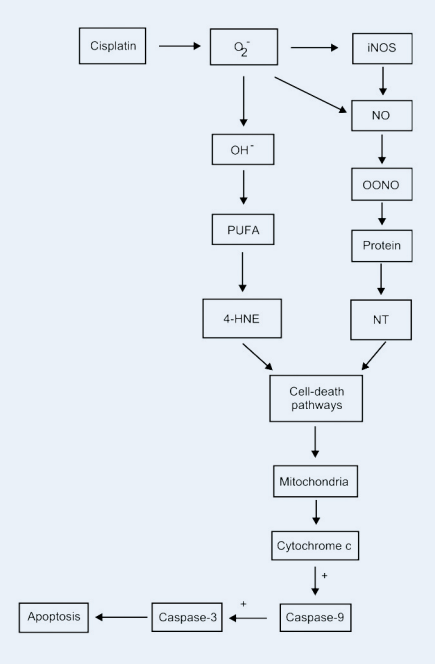 Cisplatin
O2-
iNOS
NO
OH-
OONO
PUFA
Protein
4-HNE
NT
Cell-death
pathways
Mitochondria
Cytochrome c
+
+
Apoptosis
Caspase-3
Caspase-9